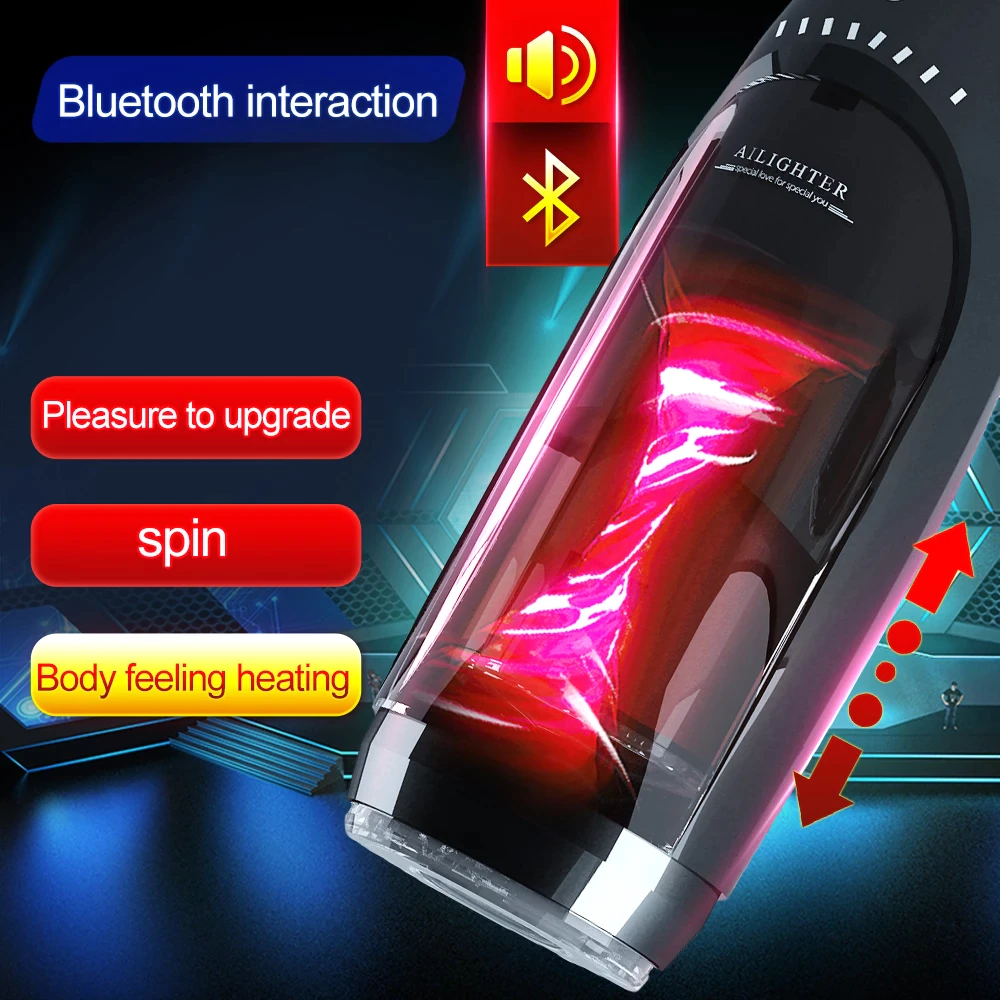 Bluetooth interaction
AILIGHTER
special love for special you
Pleasure to upgrade
spin
Body feeling heating